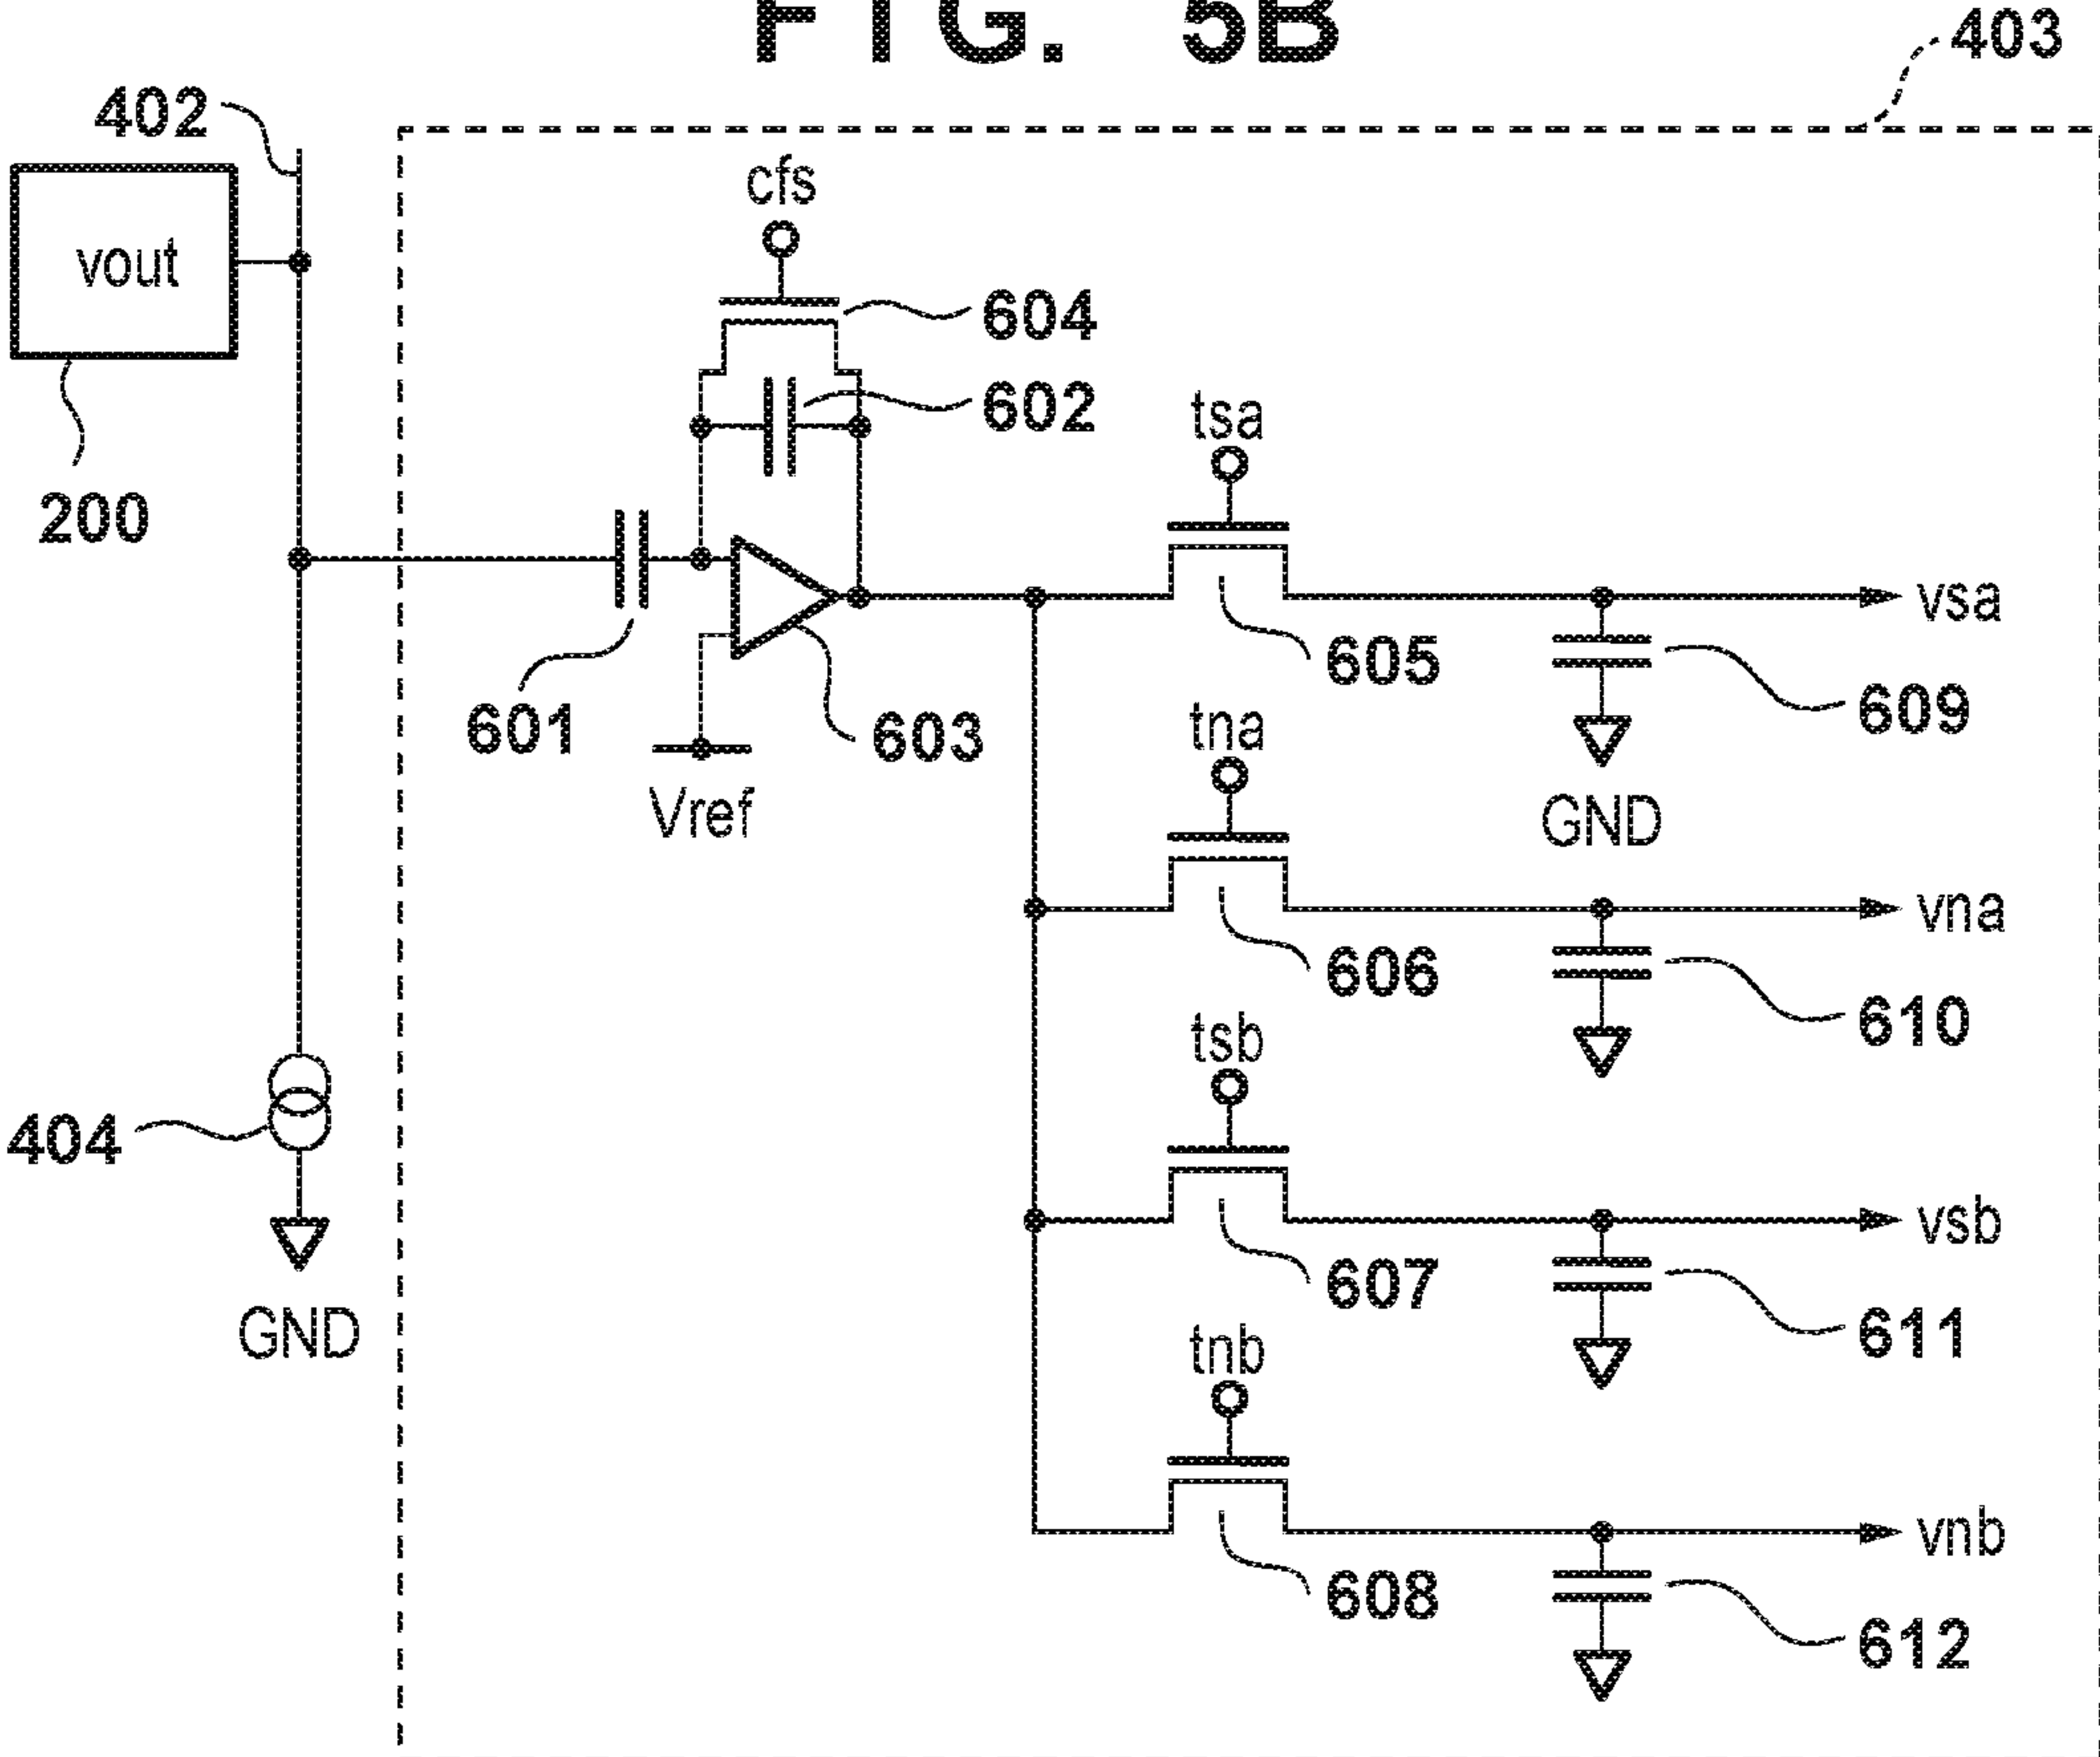 FIG. 5B
403
402
cfs
vout
604
602
tsa
200
vsa
605
601
603
609
tna
Vref
GND
vna
606
610
tsb
404
vsb
607
GND
611
tnb
vnb
608
612